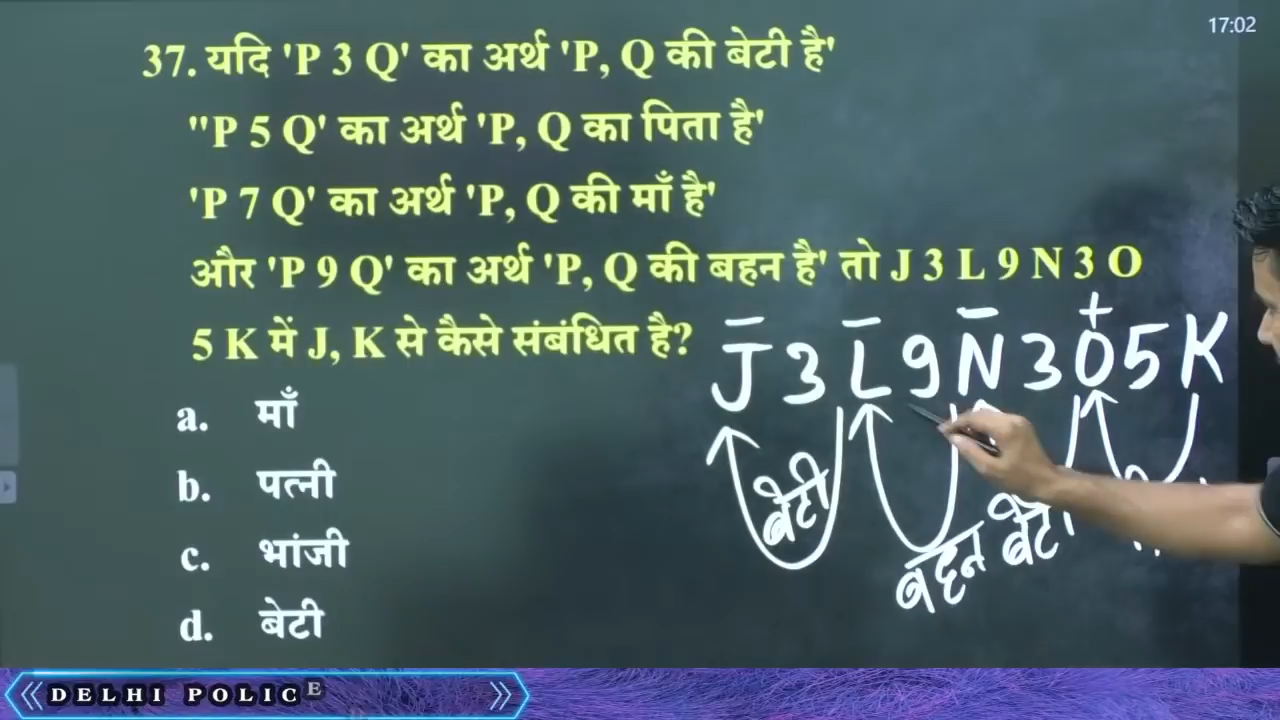 17:02
37. यदि 'P 3 Q' का अर्थ 'P, Q की बेटी है'
"P 5 Q' का अर्थ 'P, Q का पिता है'
'P 7 Q' का अर्थ 'P, Q की माँ है'
और 'P 9 Q' का अर्थ 'P, Q की बहन है' तो J 3 L 9 N 3 O
5 K में J, K से कैसे संबंधित है?
J 3 L 9 N 3 O 5 K
a. माँ
b. पत्नी
c. भांजी
d. बेटी
बेटी
बहन बेटी
DELHI POLICE